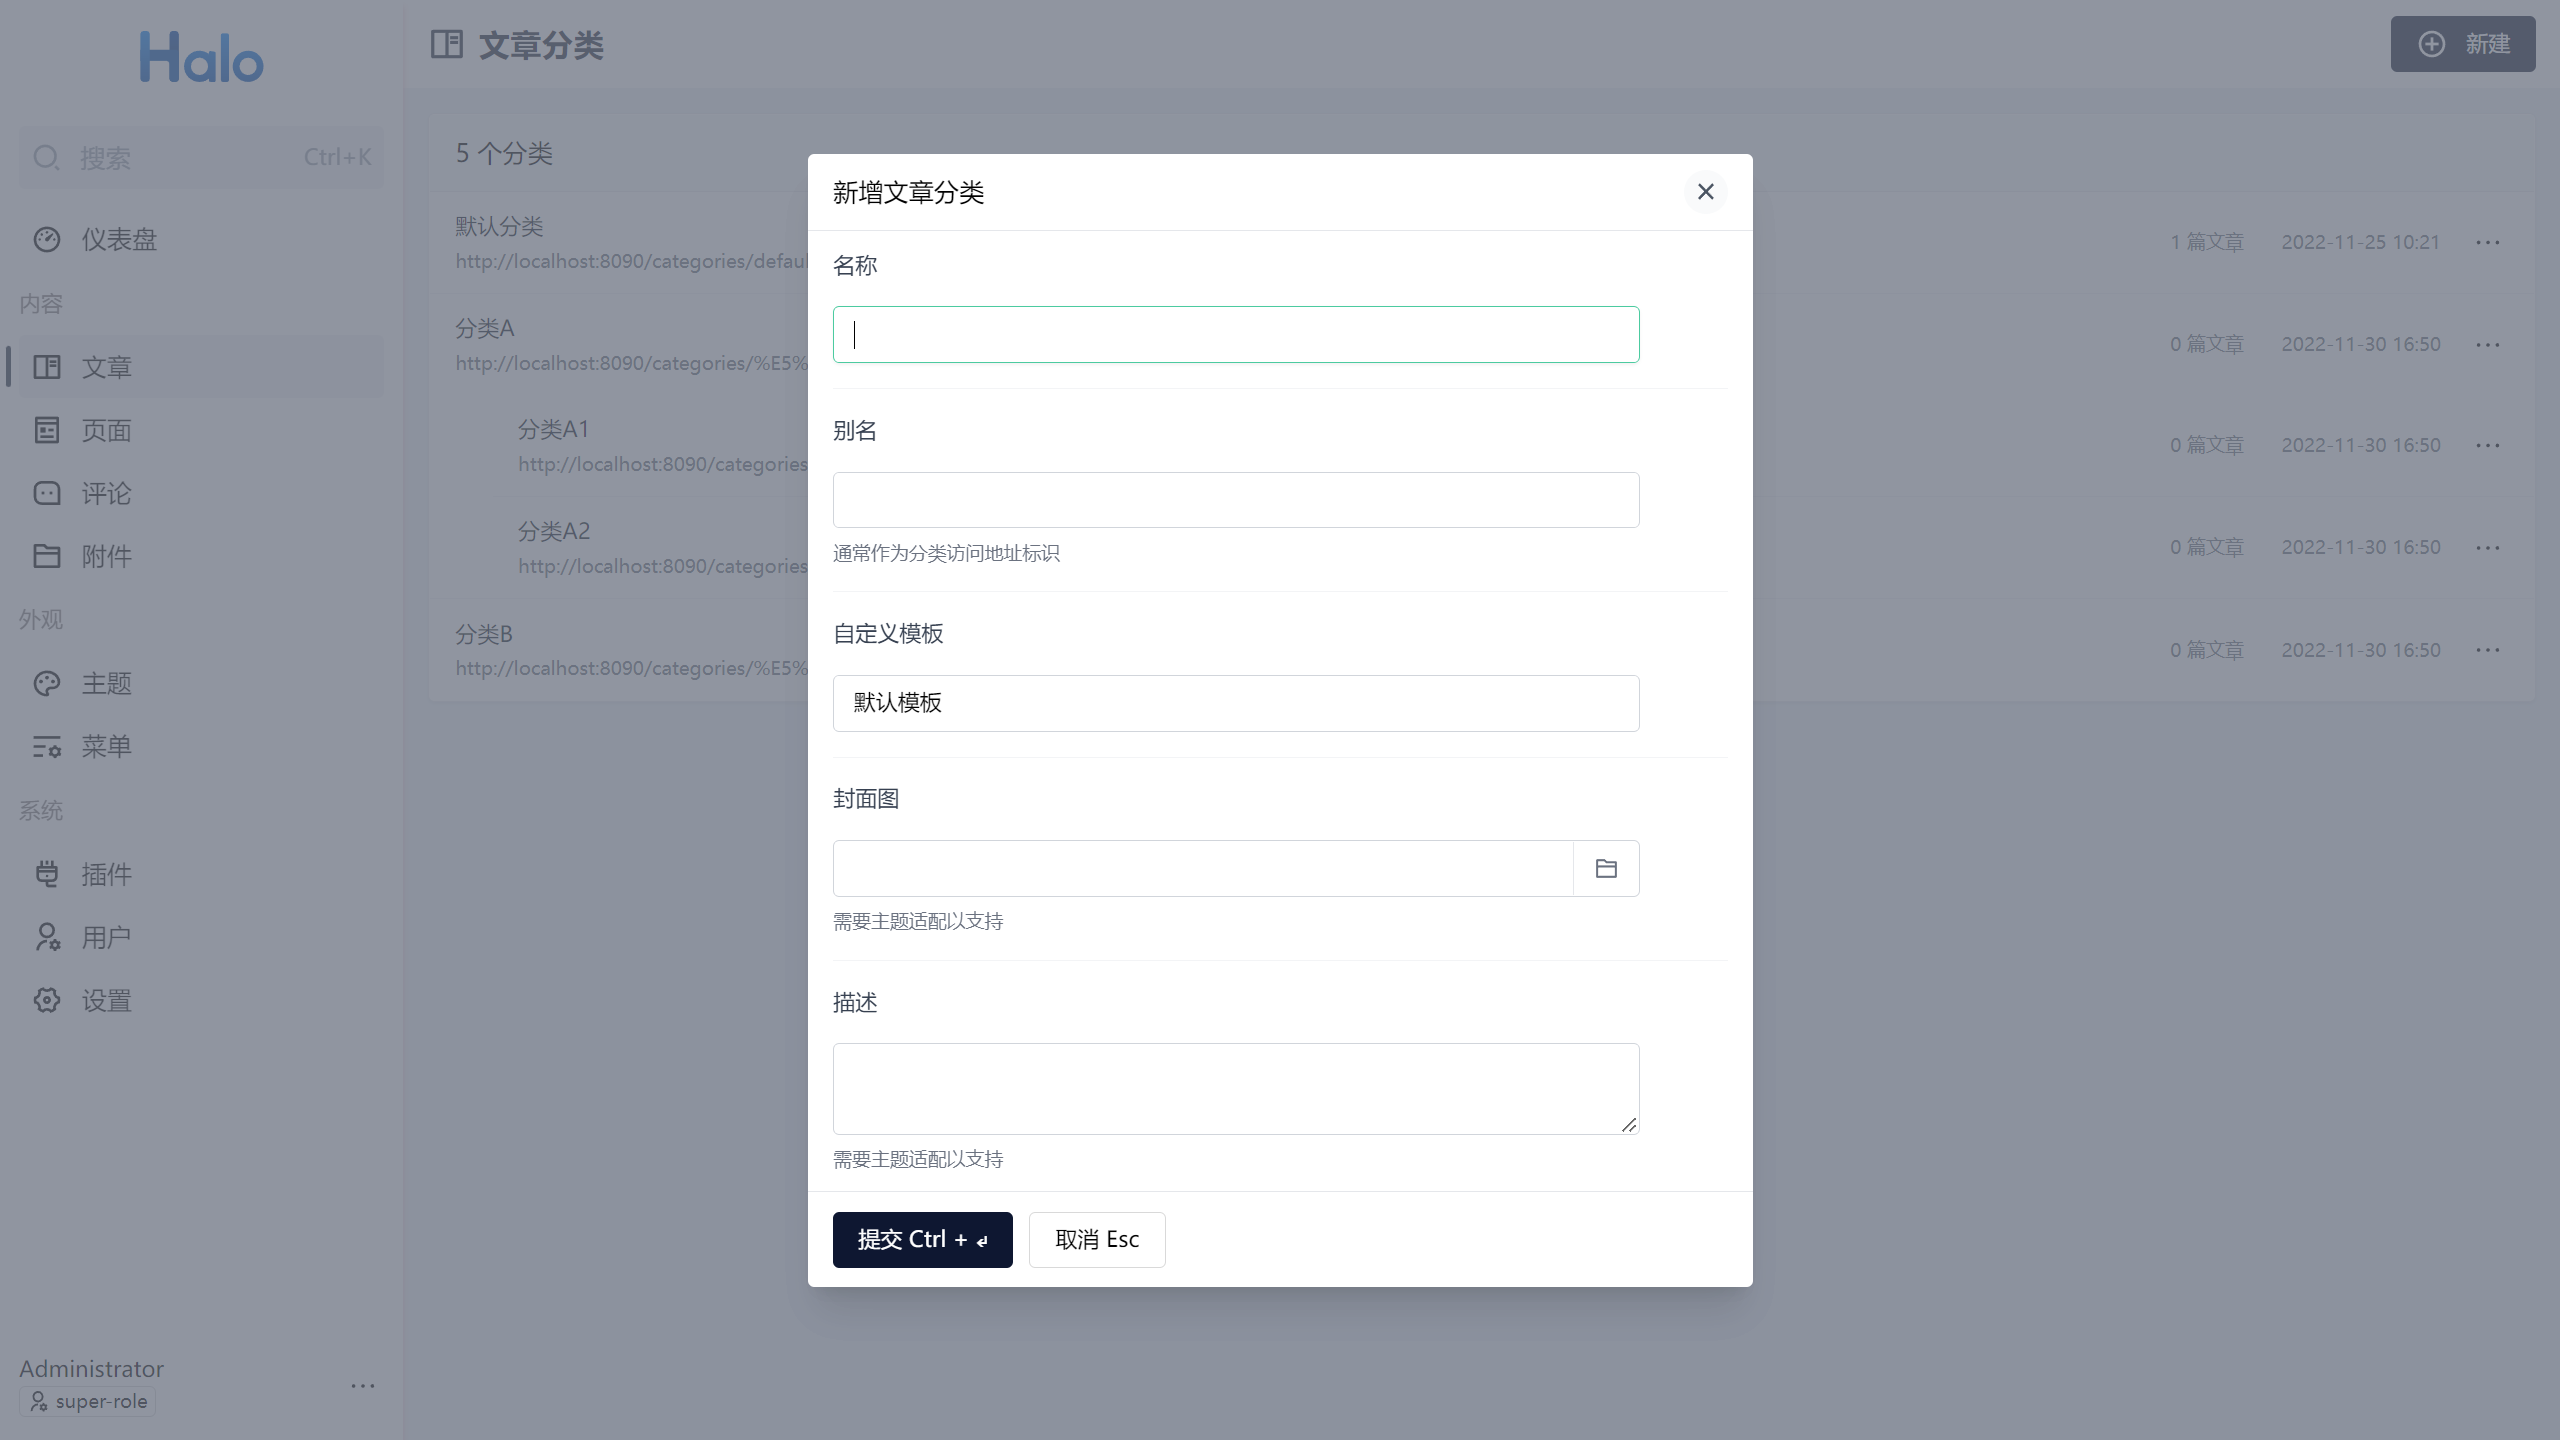 Halo
搜索 Ctrl+K
仪表盘
内容
文章
页面
评论
附件
外观
主题
菜单
系统
插件
用户
设置
Administrator
super-role
文章分类
新建
5 个分类
默认分类
http://localhost:8090/categories/defaul
1 篇文章 2022-11-25 10:21
分类A
http://localhost:8090/categories/%E5%
0 篇文章 2022-11-30 16:50
分类A1
http://localhost:8090/categories
0 篇文章 2022-11-30 16:50
分类A2
http://localhost:8090/categories
0 篇文章 2022-11-30 16:50
分类B
http://localhost:8090/categories/%E5%
0 篇文章 2022-11-30 16:50
新增文章分类
名称
别名
通常作为分类访问地址标识
自定义模板
默认模板
封面图
需要主题适配以支持
描述
需要主题适配以支持
提交 Ctrl + ↵
取消 Esc